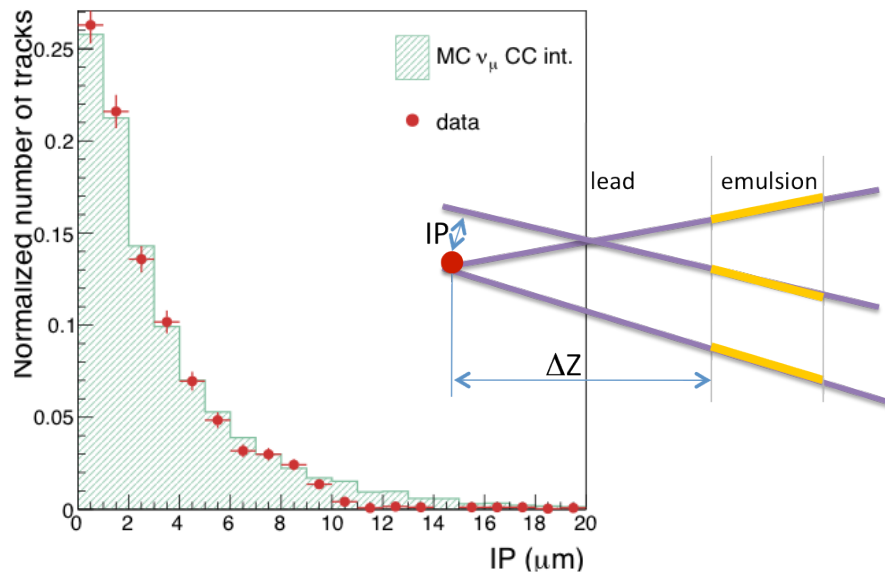 Normalized number of tracks
0.25
0.2
0.15
0.1
0.05
0
MC νμ CC int.
data
lead
emulsion
IP
ΔZ
2
4
6
8
10
12
14
16
18
20
IP (μm)